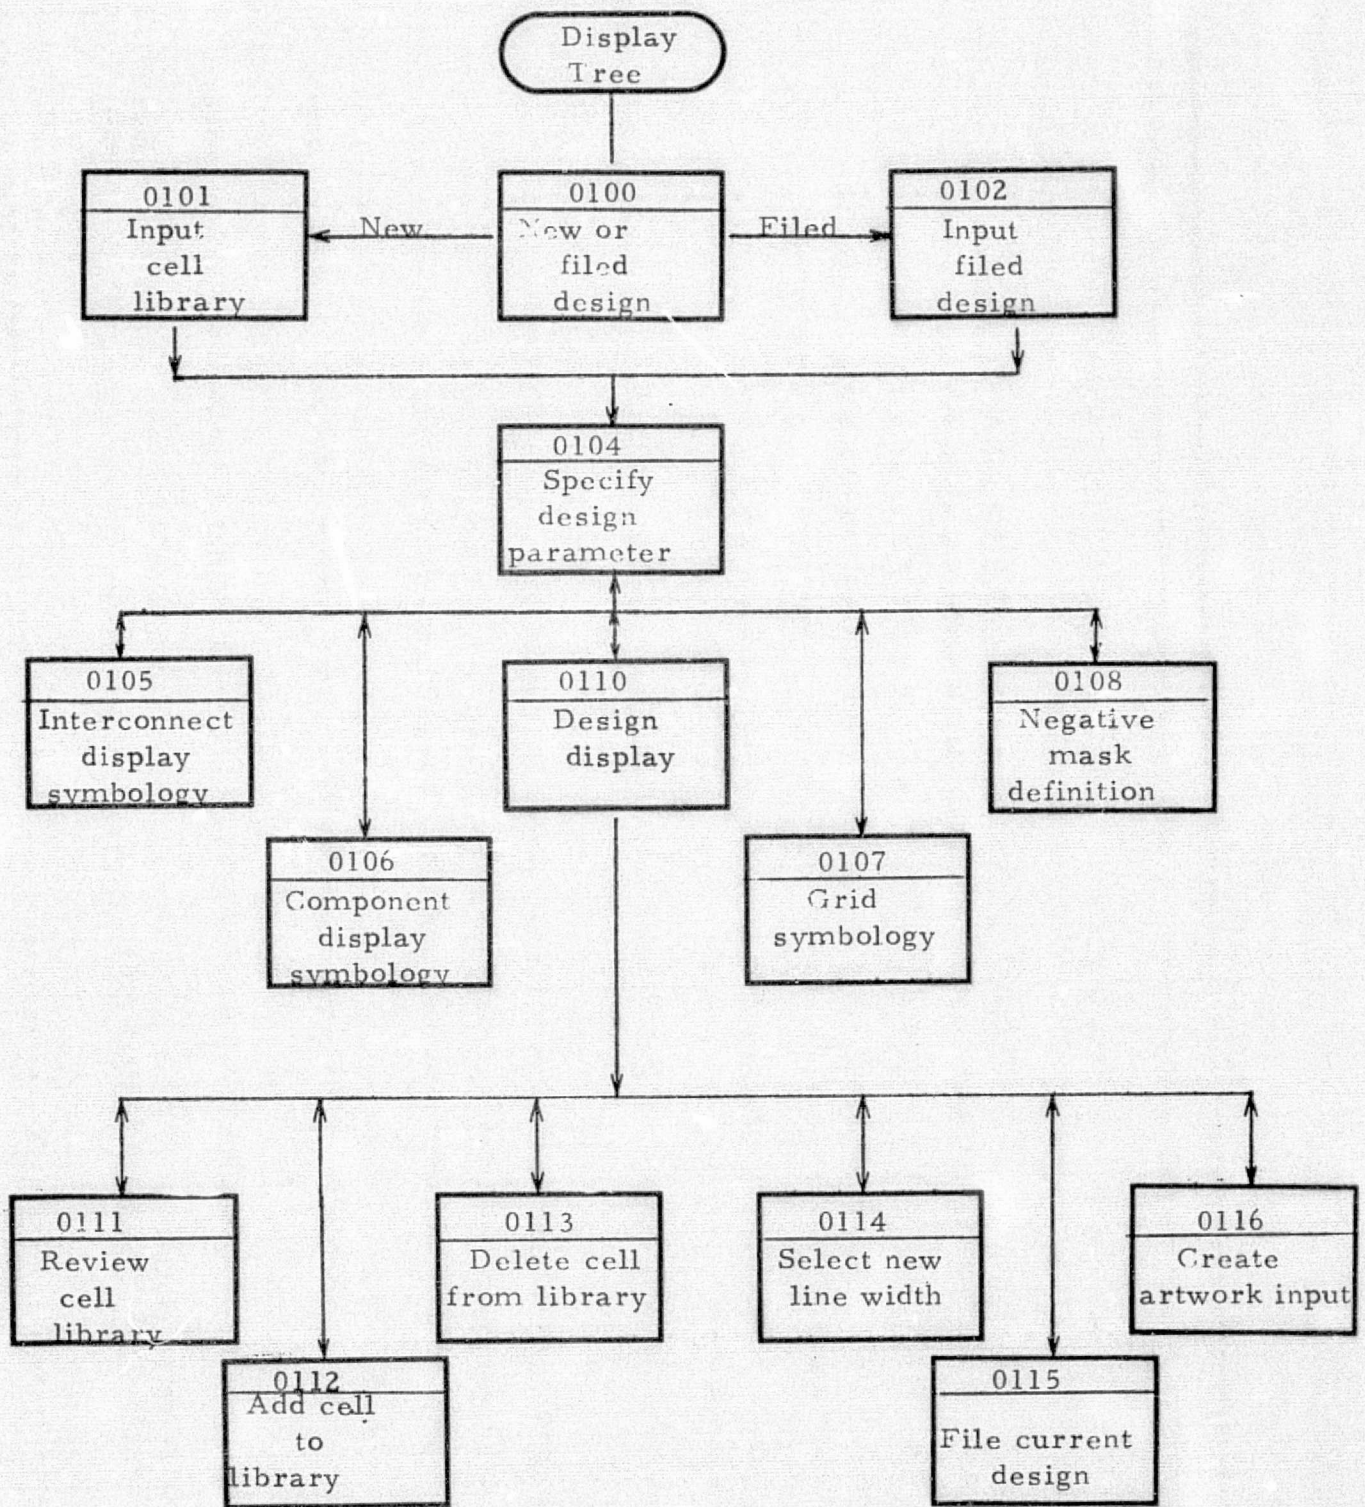 Display
Tree
0101
Input
cell
library
New
0100
New or
filed
design
Filed
0102
Input
filed
design
0104
Specify
design
parameter
0105
Interconnect
display
symbology
0110
Design
display
0108
Negative
mask
definition
0106
Component
display
symbology
0107
Grid
symbology
0111
Review
cell
library
0113
Delete cell
from library
0114
Select new
line width
0116
Create
artwork input
0112
Add cell
to
library
0115
File current
design